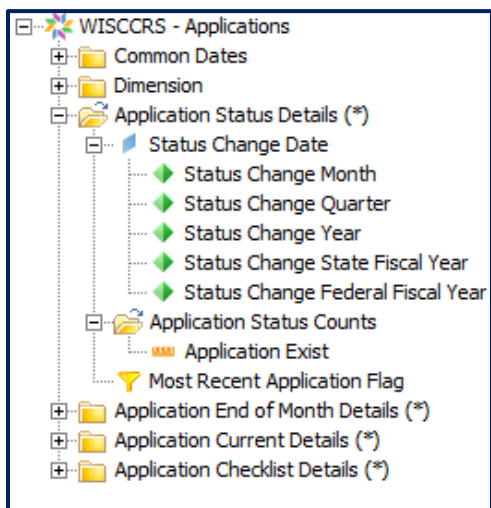 WISCCRS - Applications
Common Dates
Dimension
Application Status Details (*)
Status Change Date
Status Change Month
Status Change Quarter
Status Change Year
Status Change State Fiscal Year
Status Change Federal Fiscal Year
Application Status Counts
Application Exist
Most Recent Application Flag
Application End of Month Details (*)
Application Current Details (*)
Application Checklist Details (*)